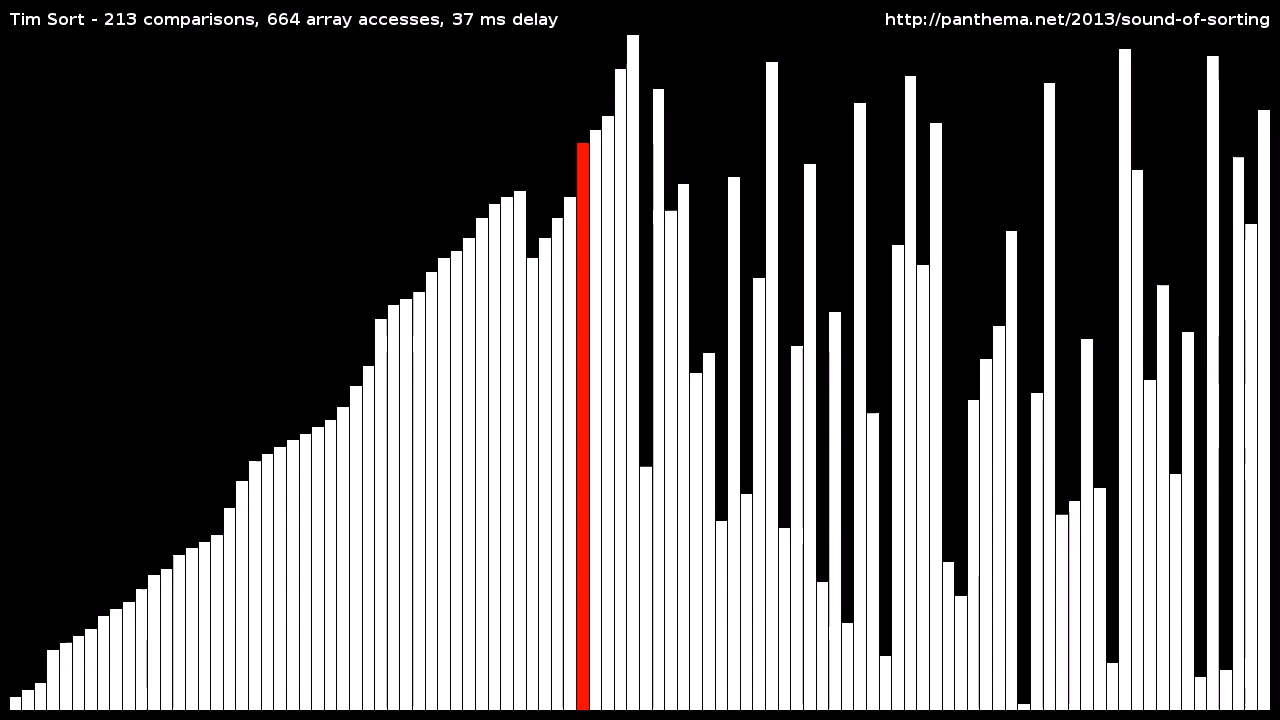 Tim Sort - 213 comparisons, 664 array accesses, 37 ms delay
http://panthema.net/2013/sound-of-sorting